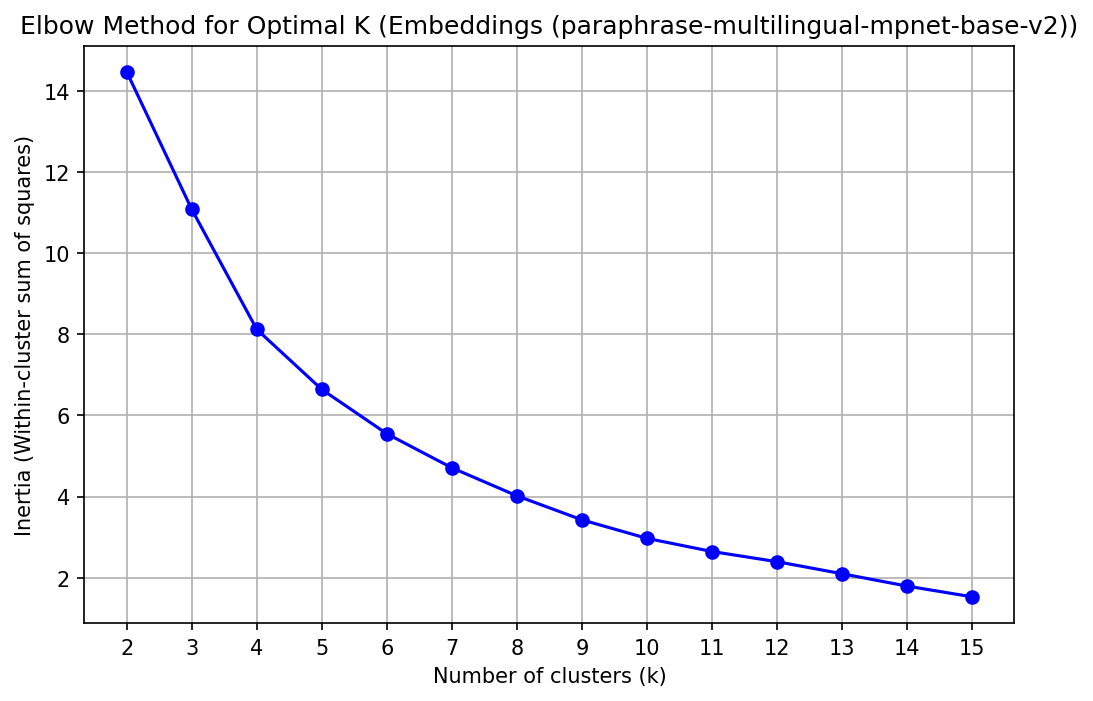 Elbow Method for Optimal K (Embeddings (paraphrase-multilingual-mpnet-base-v2))
Inertia (Within-cluster sum of squares)
14
12
10
8
6
4
2
2 3 4 5 6 7 8 9 10 11 12 13 14 15
Number of clusters (k)